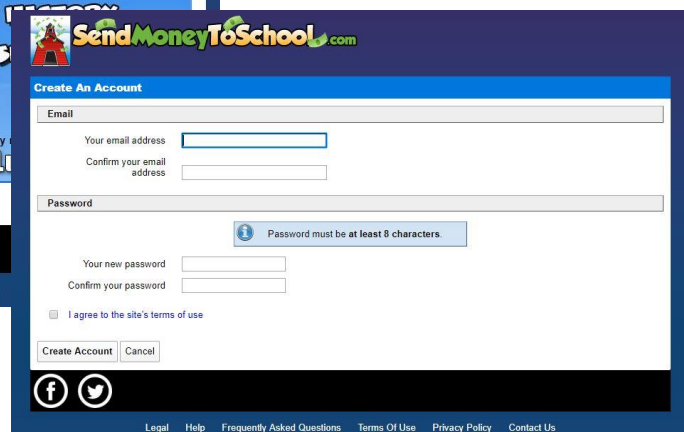 HISTORY
SendMoneyToSchool.com
Create An Account
Email
Your email address
Confirm your email
address
Password
Password must be at least 8 characters.
Your new password
Confirm your password
I agree to the site's terms of use
Create Account Cancel
Legal Help Frequently Asked Questions Terms Of Use Privacy Policy Contact Us